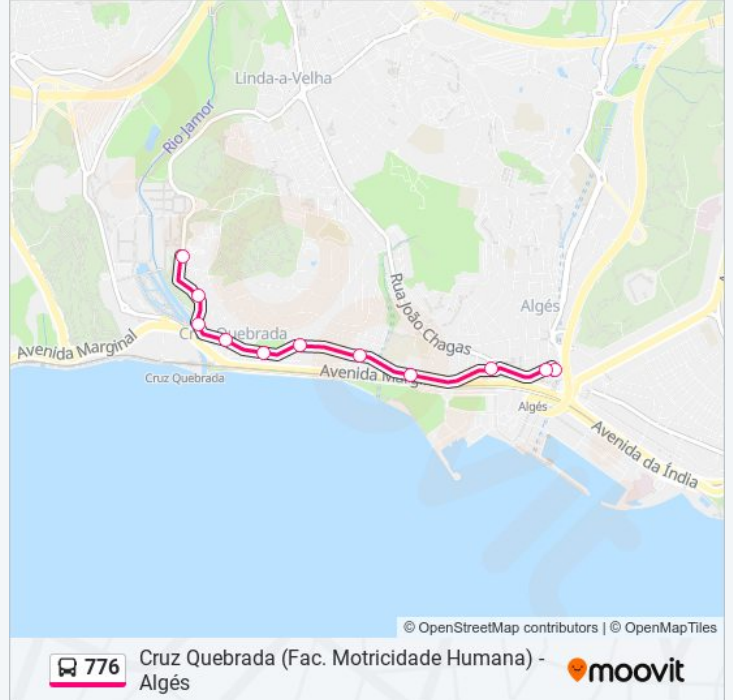 Linda-a-Velha
Rio Jamor
Algés
Rua João Chagas
Cruz Quebrada
Avenida Marginal
Avenida Marg
Cruz Quebrada
Algés
Avenida da Índia
© OpenStreetMap contributors | © OpenMapTiles
776
Cruz Quebrada (Fac. Motricidade Humana) -
Algés
moovit